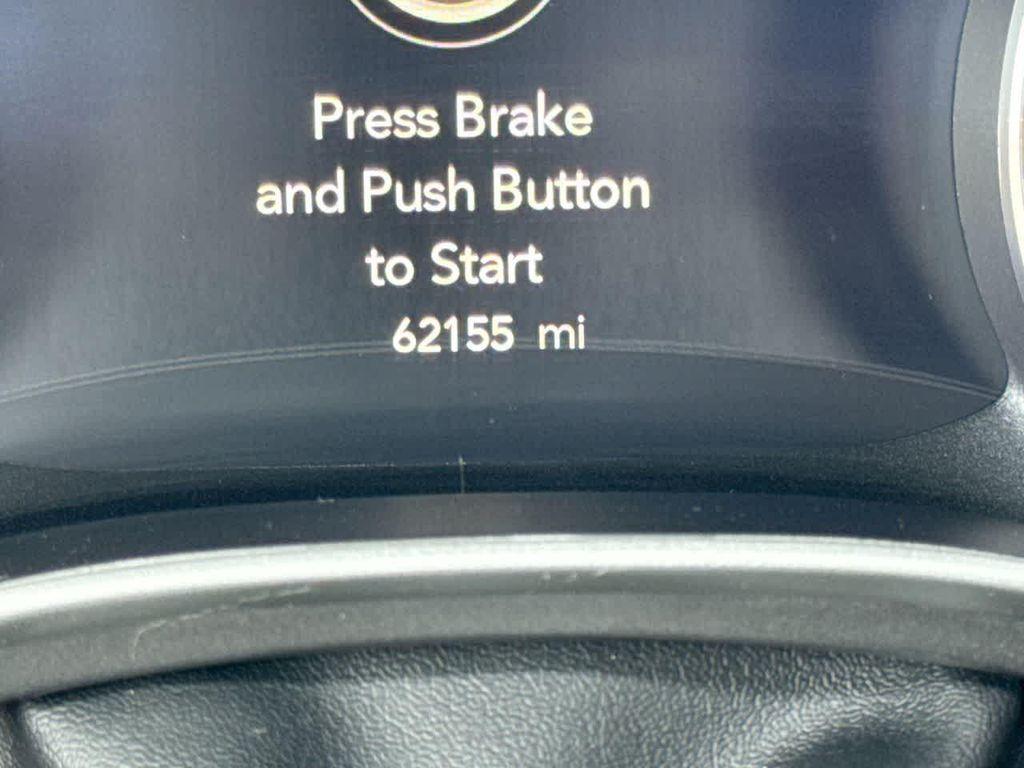 Press Brake
and Push Button
to Start
62155 mi